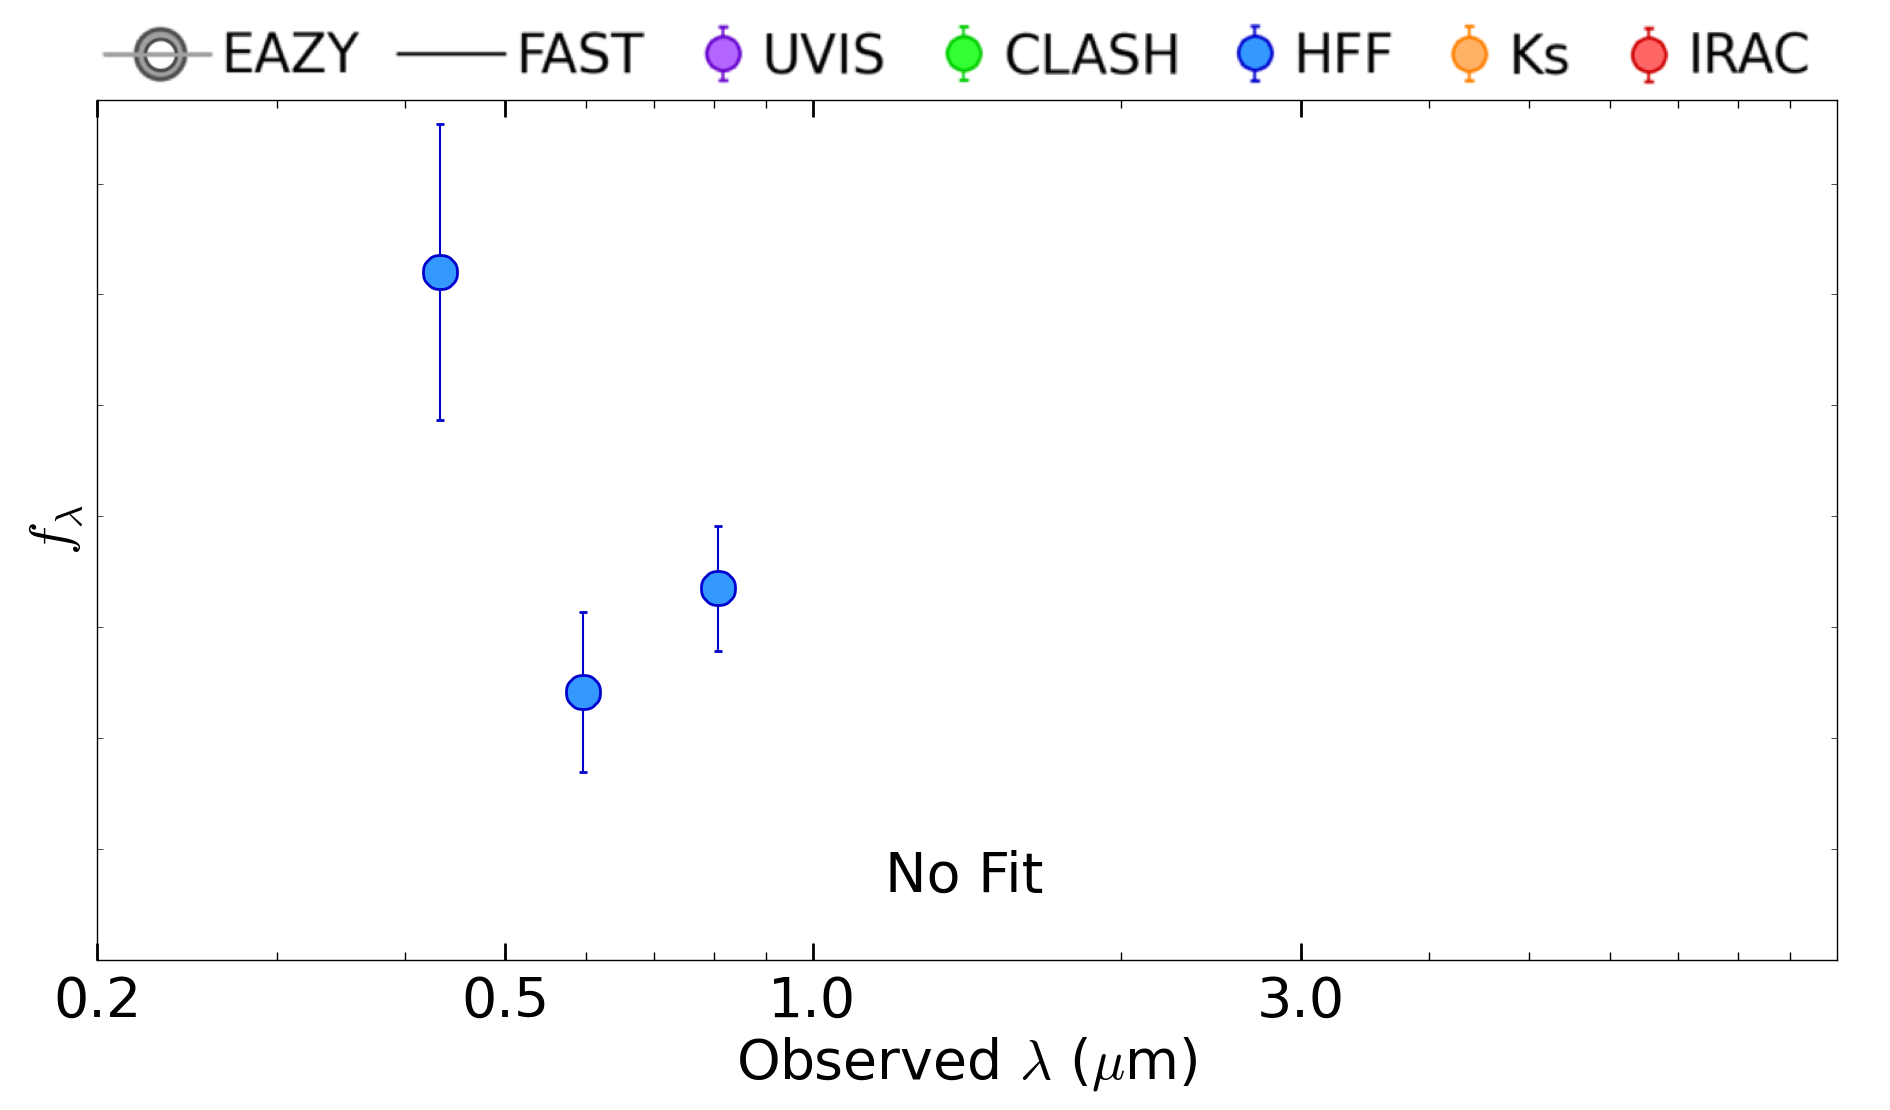 EAZY FAST UVIS CLASH HFF Ks IRAC
f_λ
No Fit
0.2 0.5 1.0 3.0
Observed λ (μm)